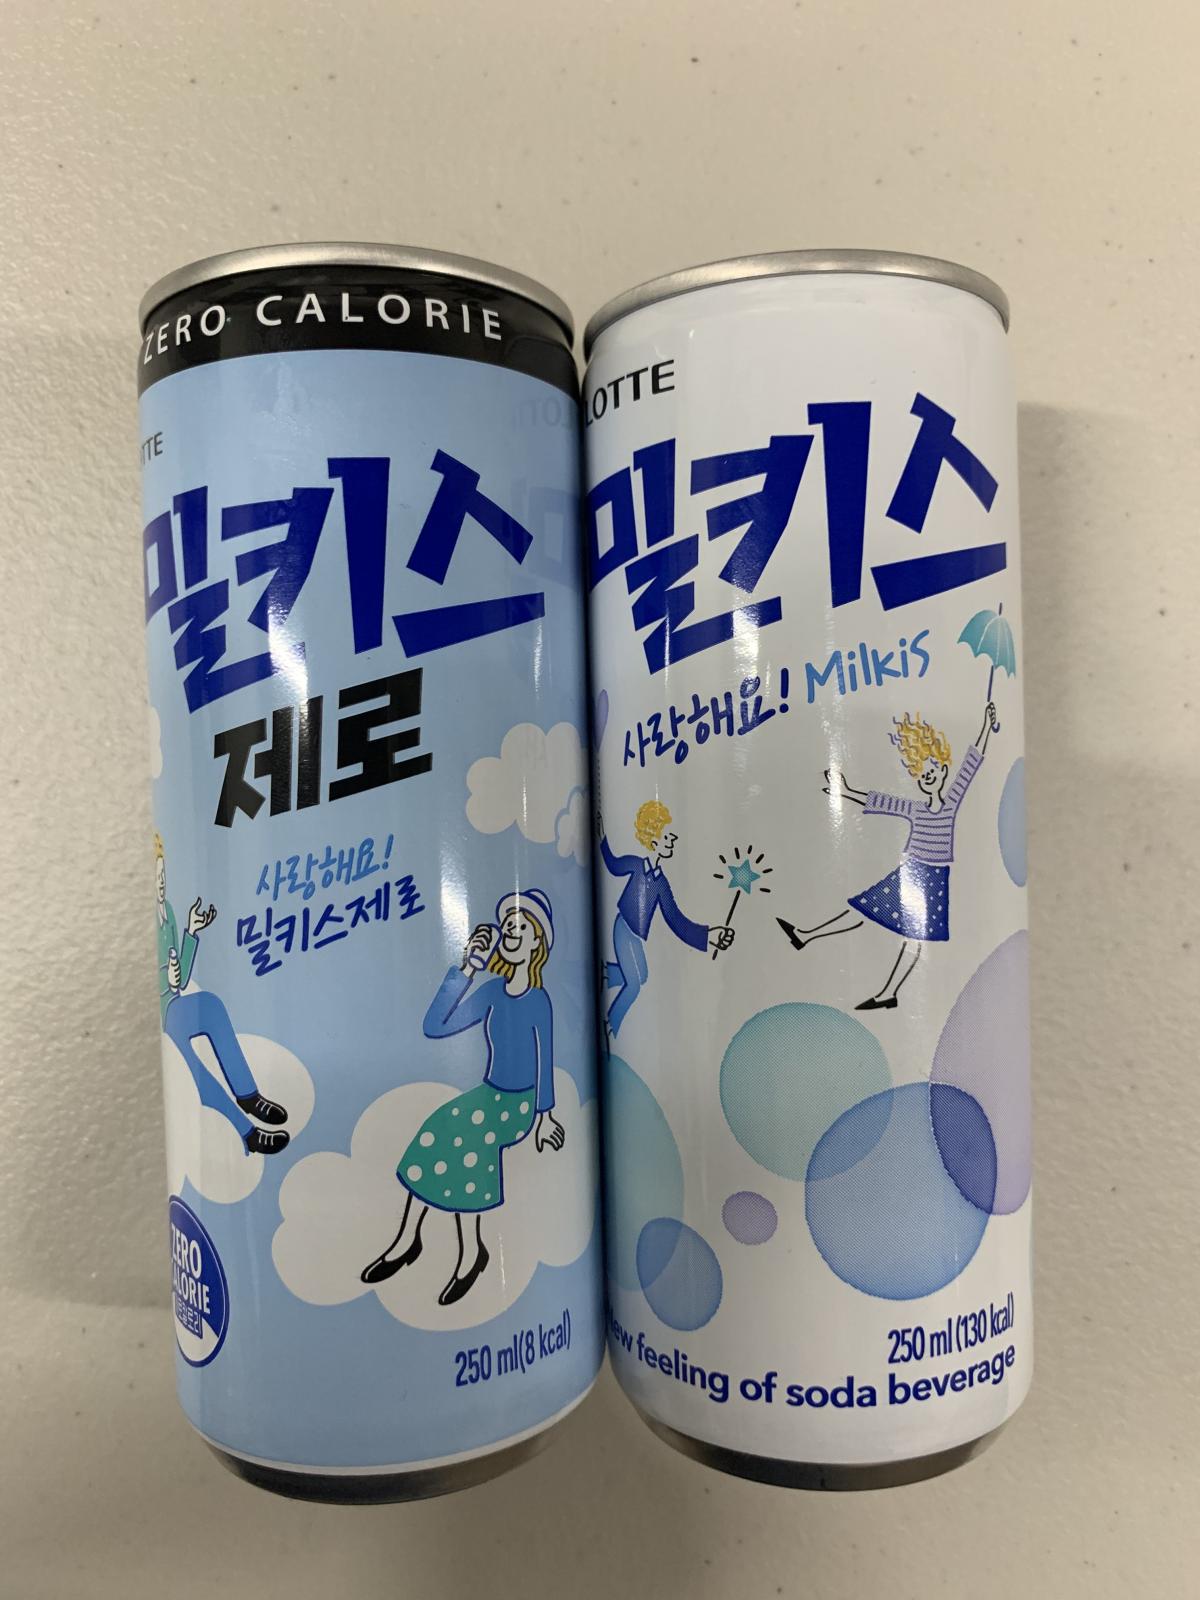 ZERO CALORIE
밀키스
제로
사랑해요!
밀키스제로
ZERO
250 ml(8 kcal)
LOTTE
밀키스
사랑해요! Milkis
250 ml (130 kcal)
feeling of soda beverage